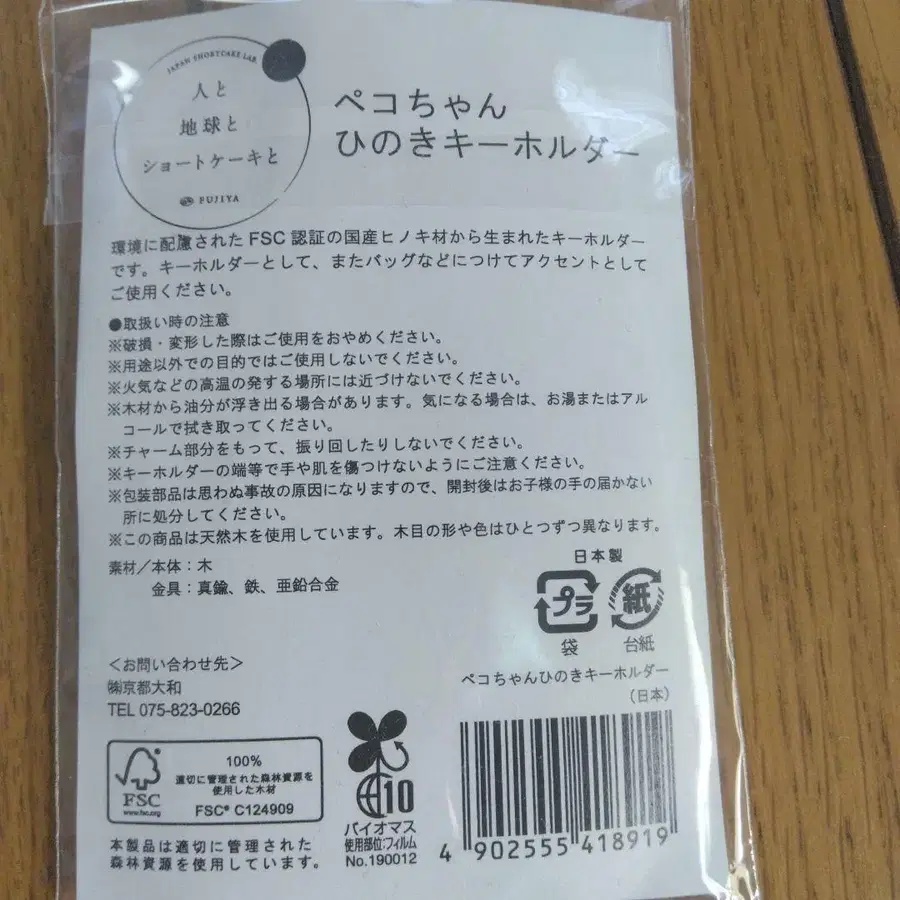 JAPAN SHORTCAKE LAB.
人と
地球と
ショートケーキと
FUJIYA
ペコちゃん
ひのきキーホルダー
環境に配慮された FSC 認証の国産ヒノキ材から生まれたキーホルダー
です。キーホルダーとして、またバッグなどにつけてアクセントとして
ご使用ください。
●取扱い時の注意
※破損・変形した際はご使用をおやめください。
※用途以外での目的ではご使用しないでください。
※火気などの高温の発する場所には近づけないでください。
※木材から油分が浮き出る場合があります。気になる場合は、お湯またはアル
コールで拭き取ってください。
※チャーム部分をもって、振り回したりしないでください。
※キーホルダーの端等で手や肌を傷つけないようにご注意ください。
※包装部品は思わぬ事故の原因になりますので、開封後はお子様の手の届かない
所に処分してください。
※この商品は天然木を使用しています。木目の形や色はひとつずつ異なります。
素材／本体：木
金具：真鍮、鉄、亜鉛合金
日本製
プラ 紙
袋 台紙
＜お問い合わせ先＞
㈱京都大和
TEL 075-823-0266
ペコちゃんひのきキーホルダー
（日本）
FSC
www.fsc.org
100%
適切に管理された森林資源を
使用した木材
FSC® C124909
本製品は適切に管理された
森林資源を使用しています。
10
バイオマス
使用部位:フィルム
No.190012
4 902555 418919